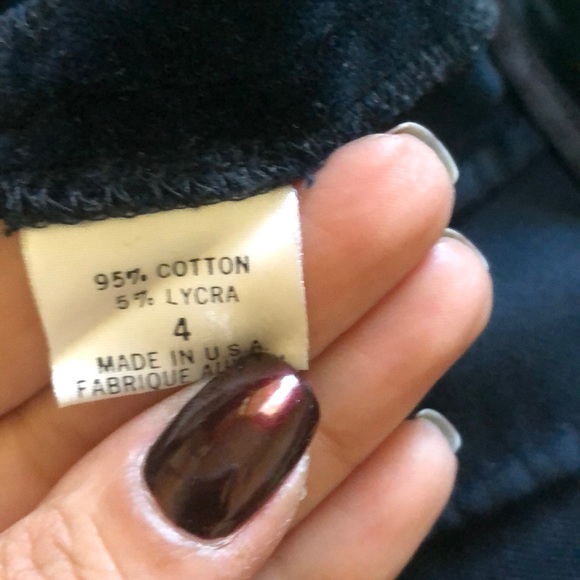 95% COTTON
5% LYCRA
4
MADE IN U.S.A.
FABRIQUE